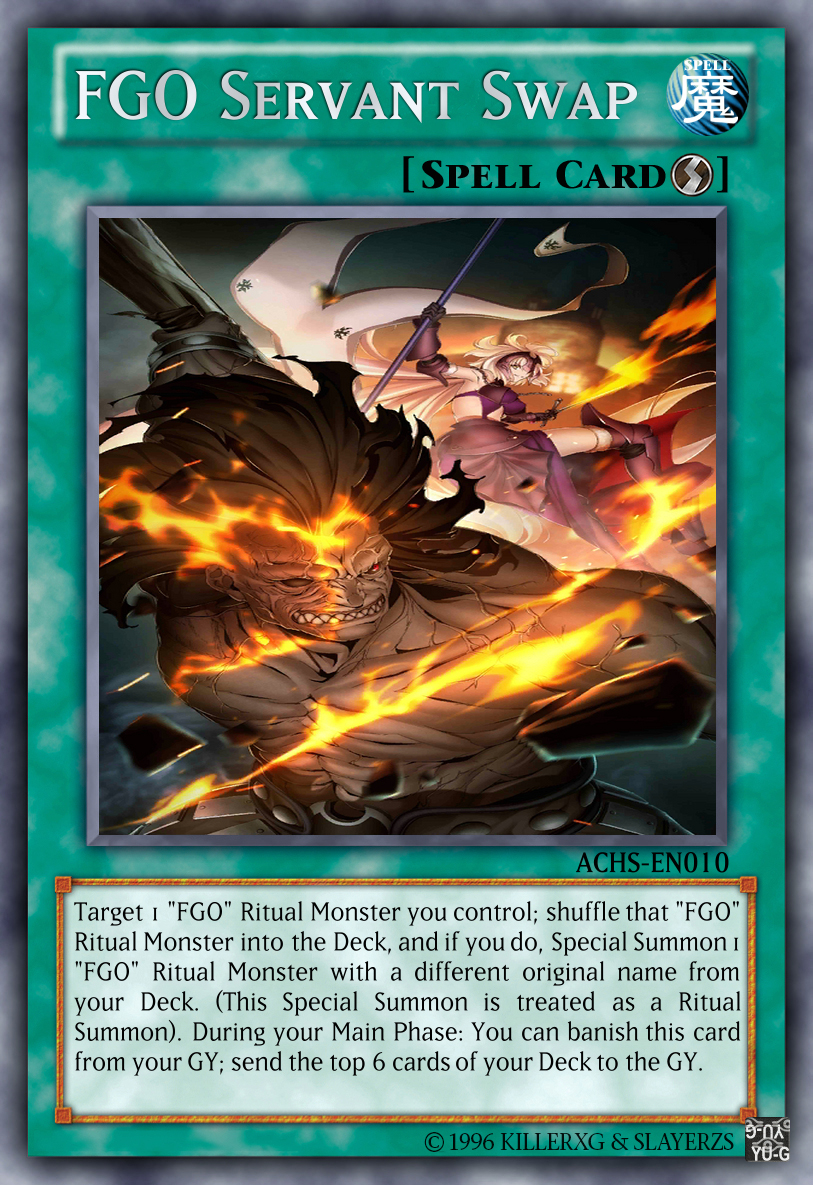 FGO Servant Swap
SPELL
魔
[Spell Card]
ACHS-EN010
Target 1 "FGO" Ritual Monster you control; shuffle that "FGO"
Ritual Monster into the Deck, and if you do, Special Summon 1
"FGO" Ritual Monster with a different original name from
your Deck. (This Special Summon is treated as a Ritual
Summon). During your Main Phase: You can banish this card
from your GY; send the top 6 cards of your Deck to the GY.
© 1996 KILLERXG & SLAYERZS
YU-G
YU-G